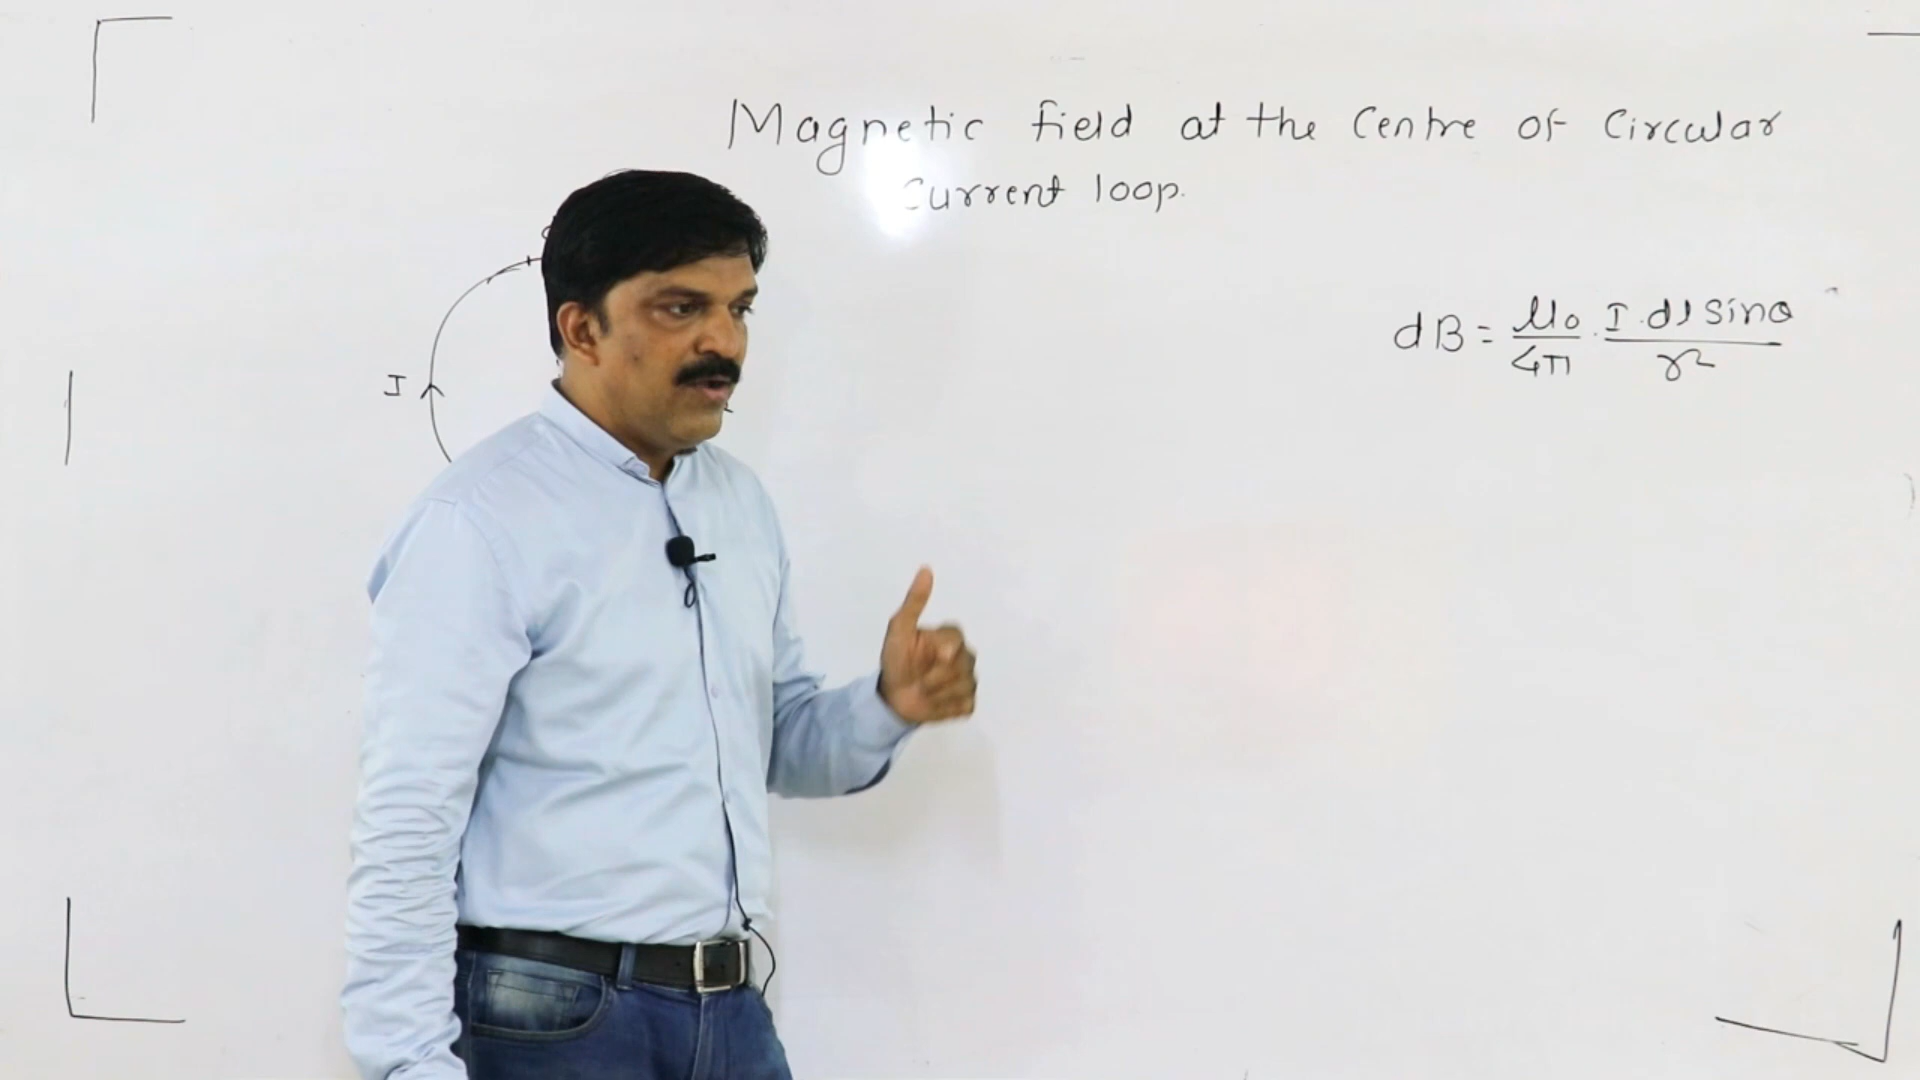 Magnetic field at the Centre of Circular
Current loop.
dB = μ0/4π . I.dl sinθ/r²
I